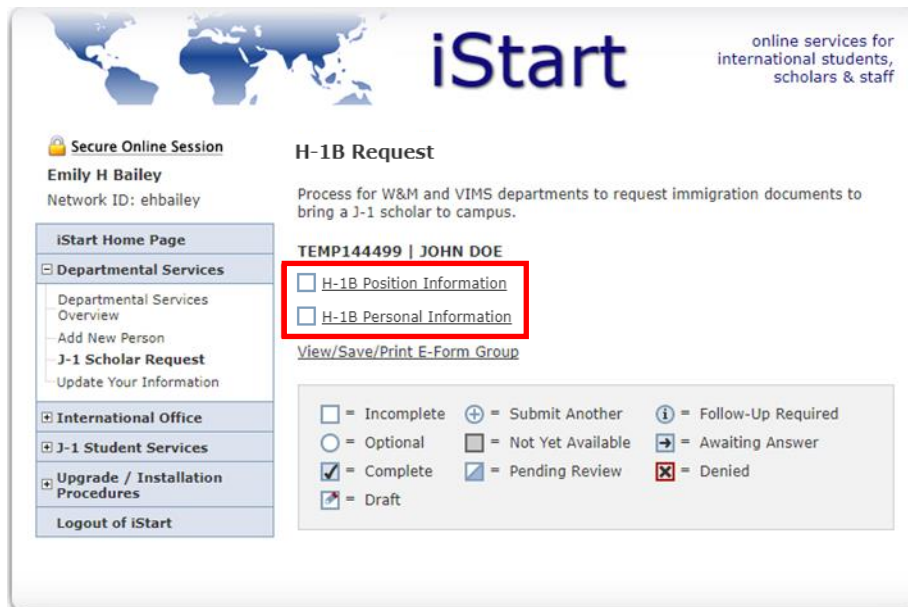 iStart
online services for
international students,
scholars & staff
Secure Online Session
Emily H Bailey
Network ID: ehbailey
iStart Home Page
Departmental Services
Departmental Services
Overview
Add New Person
J-1 Scholar Request
Update Your Information
International Office
J-1 Student Services
Upgrade / Installation
Procedures
Logout of iStart
H-1B Request
Process for W&M and VIMS departments to request immigration documents to
bring a J-1 scholar to campus.
TEMP144499 | JOHN DOE
H-1B Position Information
H-1B Personal Information
View/Save/Print E-Form Group
= Incomplete = Submit Another = Follow-Up Required
= Optional = Not Yet Available = Awaiting Answer
= Complete = Pending Review = Denied
= Draft